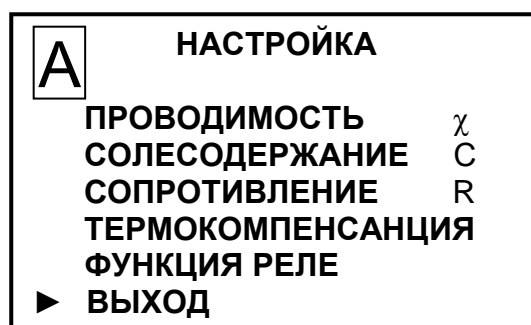 А НАСТРОЙКА
ПРОВОДИМОСТЬ χ
СОЛЕСОДЕРЖАНИЕ С
СОПРОТИВЛЕНИЕ R
ТЕРМОКОМПЕНСАНЦИЯ
ФУНКЦИЯ РЕЛЕ
► ВЫХОД